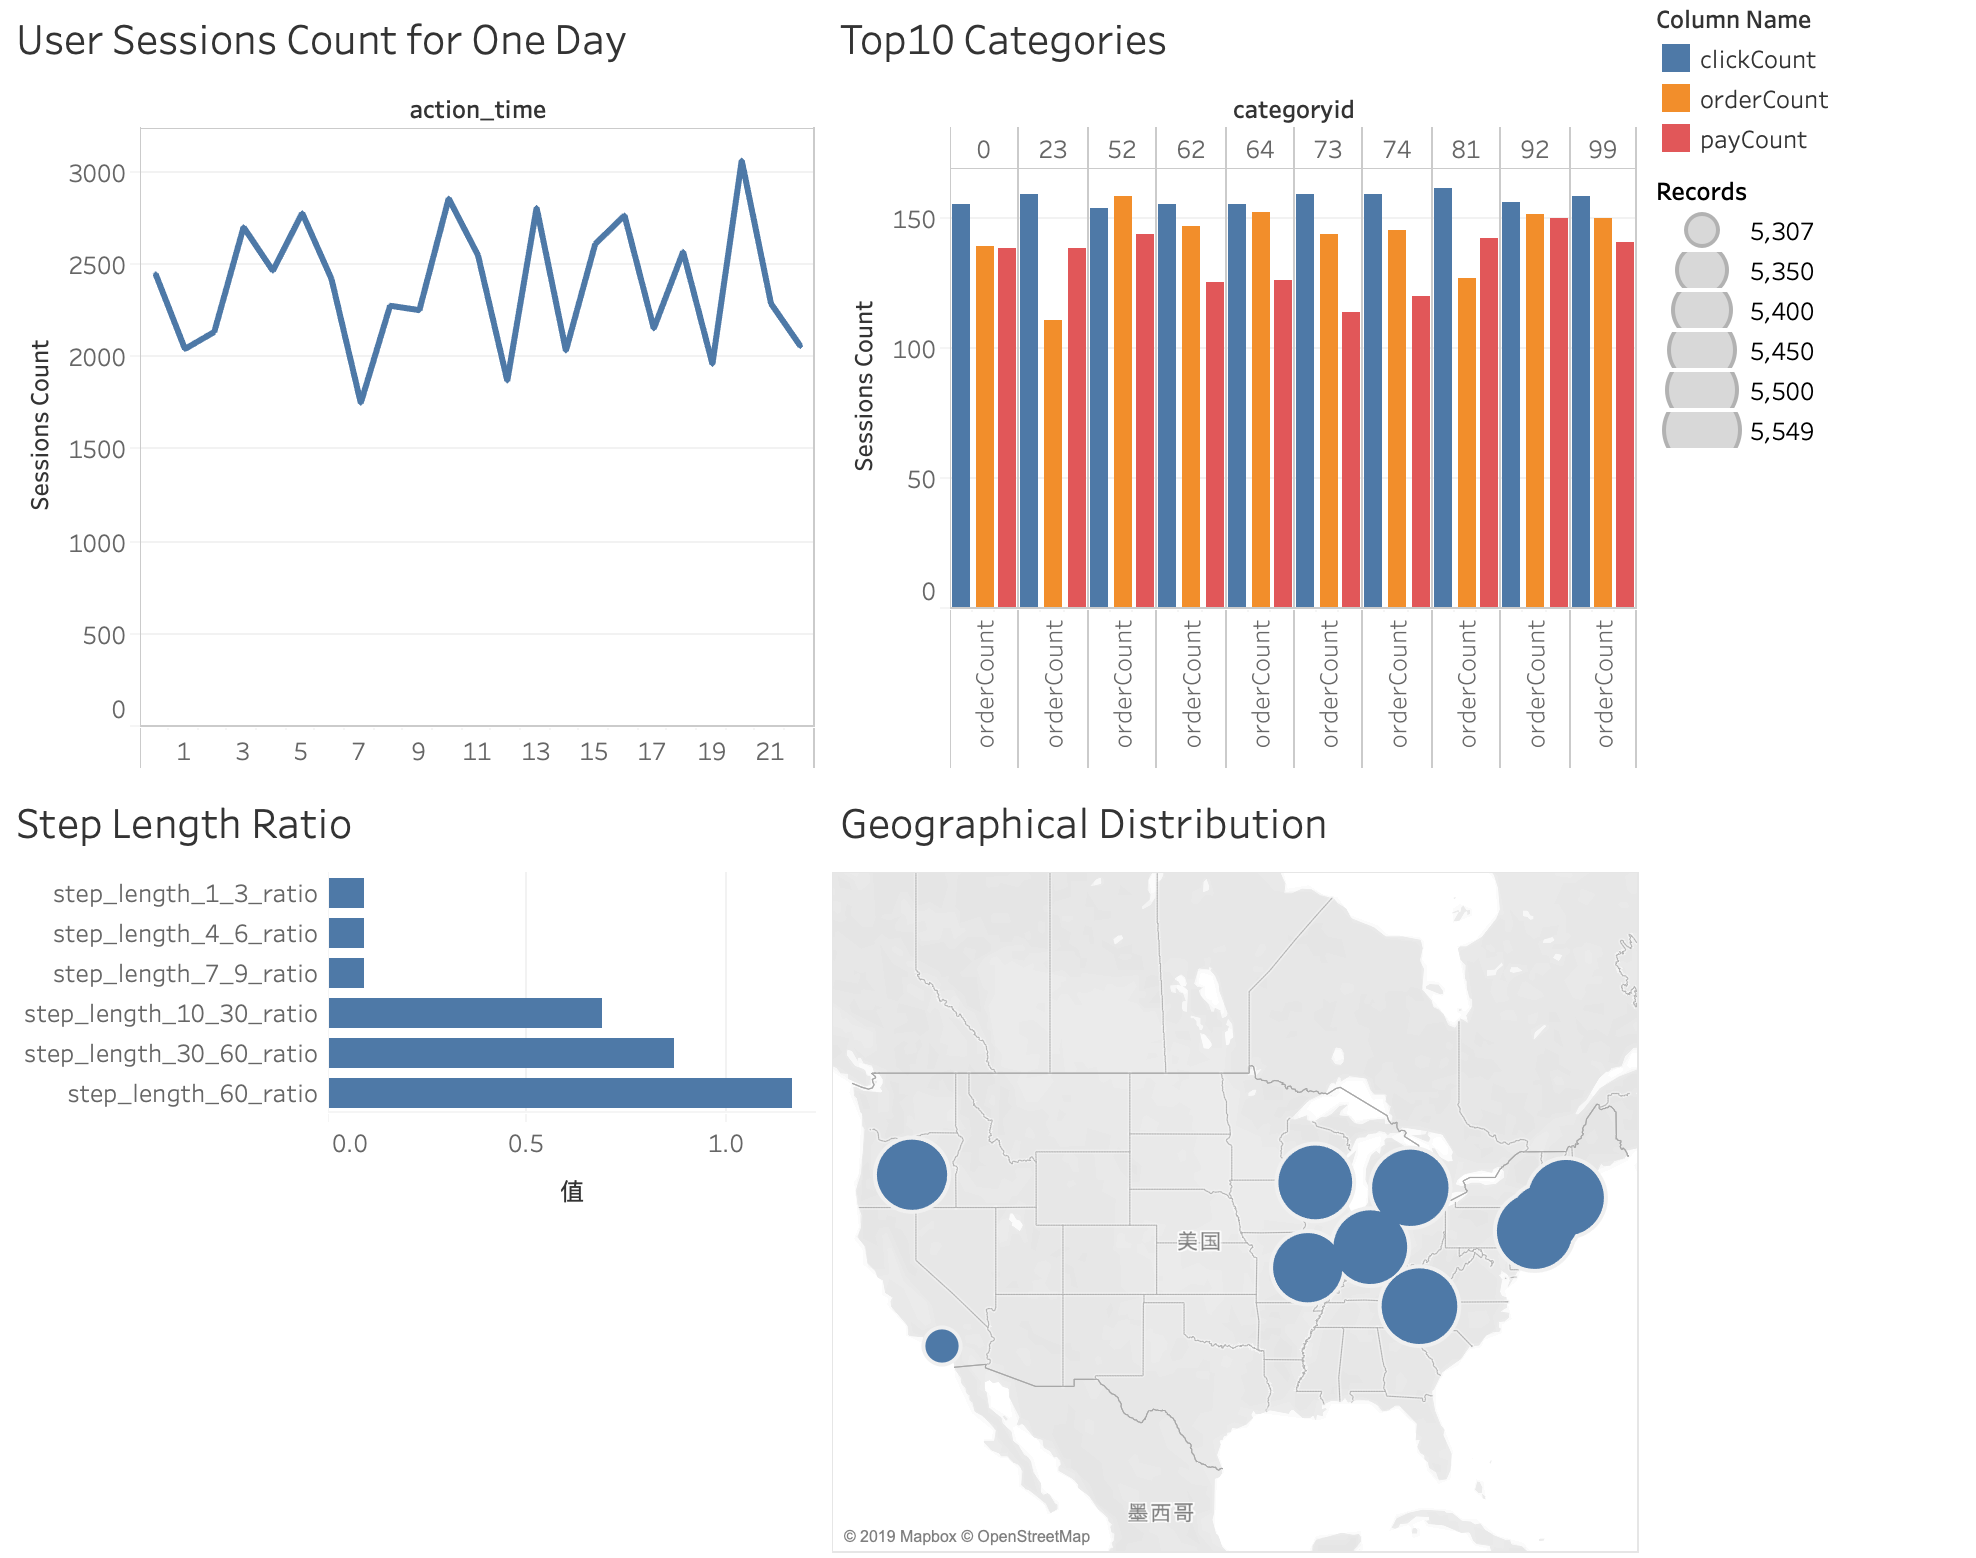 User Sessions Count for One Day
action_time
Sessions Count
3000
2500
2000
1500
1000
500
0
1 3 5 7 9 11 13 15 17 19 21
Top10 Categories
categoryid
0 23 52 62 64 73 74 81 92 99
Sessions Count
150
100
50
0
orderCount orderCount orderCount orderCount orderCount orderCount orderCount orderCount orderCount orderCount
Column Name
clickCount
orderCount
payCount
Records
5,307
5,350
5,400
5,450
5,500
5,549
Step Length Ratio
step_length_1_3_ratio
step_length_4_6_ratio
step_length_7_9_ratio
step_length_10_30_ratio
step_length_30_60_ratio
step_length_60_ratio
0.0 0.5 1.0
值
Geographical Distribution
美国
墨西哥
© 2019 Mapbox © OpenStreetMap